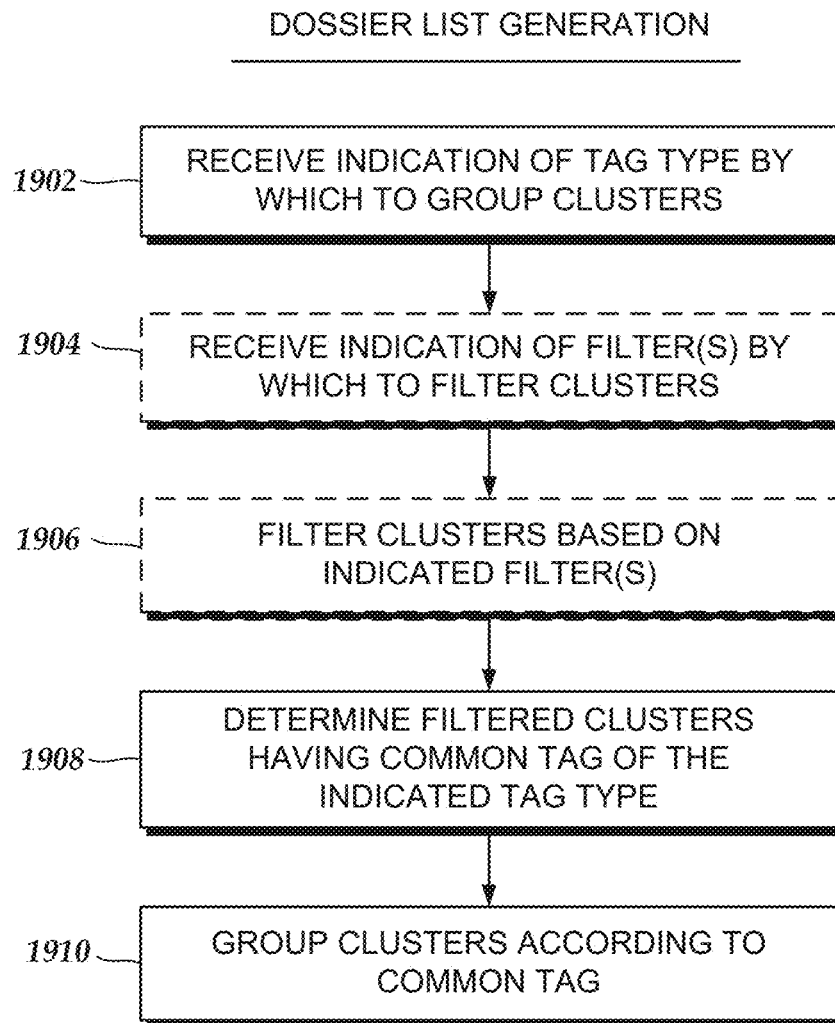 DOSSIER LIST GENERATION
1902
RECEIVE INDICATION OF TAG TYPE BY
WHICH TO GROUP CLUSTERS
1904
RECEIVE INDICATION OF FILTER(S) BY
WHICH TO FILTER CLUSTERS
1906
FILTER CLUSTERS BASED ON
INDICATED FILTER(S)
1908
DETERMINE FILTERED CLUSTERS
HAVING COMMON TAG OF THE
INDICATED TAG TYPE
1910
GROUP CLUSTERS ACCORDING TO
COMMON TAG